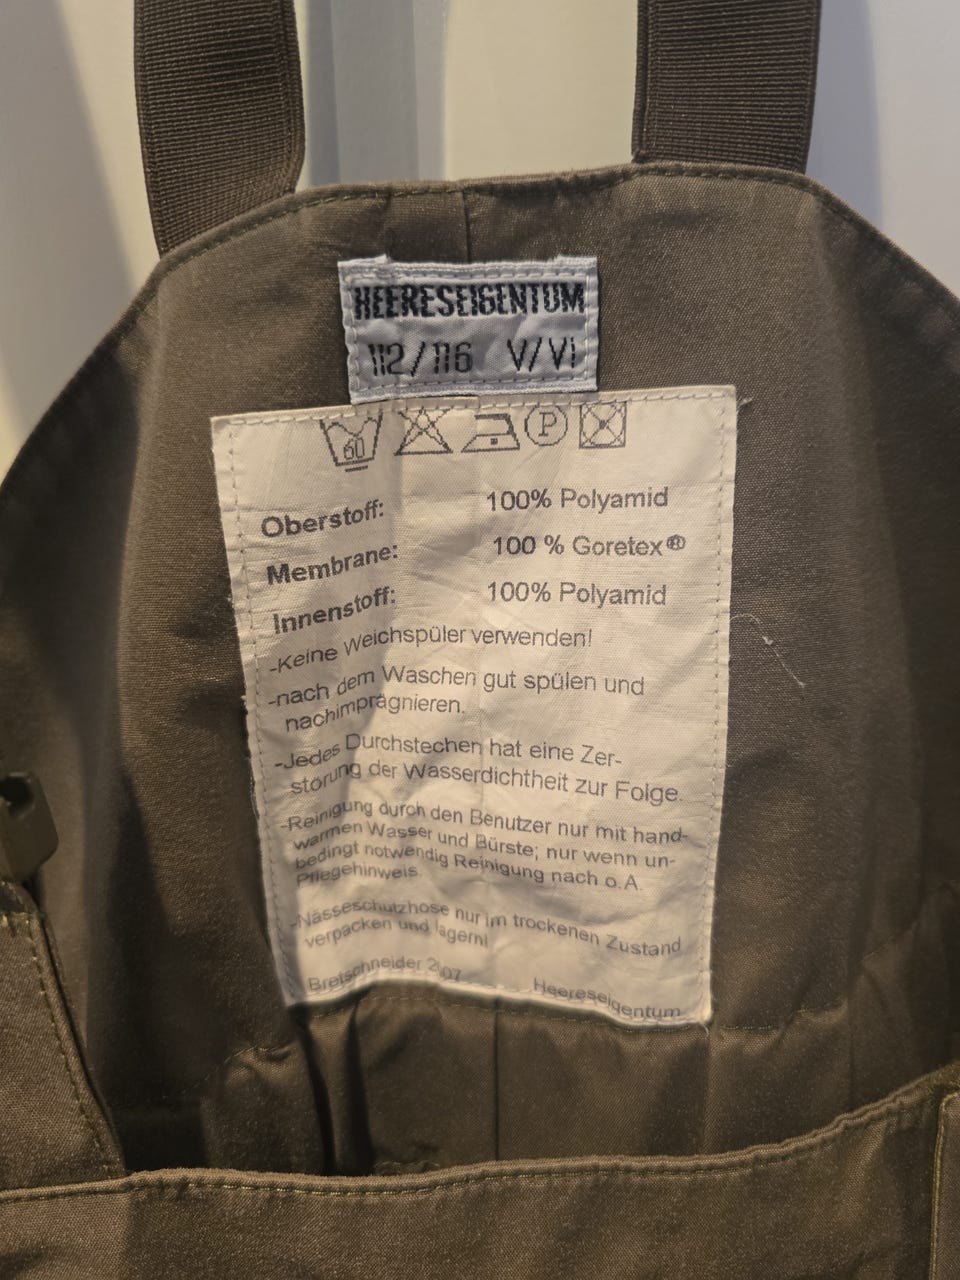 HEERESEIGENTUM
112/116 V/VI
60 P
Oberstoff: 100% Polyamid
Membrane: 100 % Goretex®
Innenstoff: 100% Polyamid
-Keine Weichspüler verwenden!
-nach dem Waschen gut spülen und
nachimprägnieren.
-Jedes Durchstechen hat eine Zer-
störung der Wasserdichtheit zur Folge.
-Reinigung durch den Benutzer nur mit hand-
warmen Wasser und Bürste; nur wenn un-
bedingt notwendig Reinigung nach o.A.
Pflegehinweis.
-Nässeschutzhose nur im trockenen Zustand
verpacken und lagern!
Bretschneider 2007 Heereseigentum